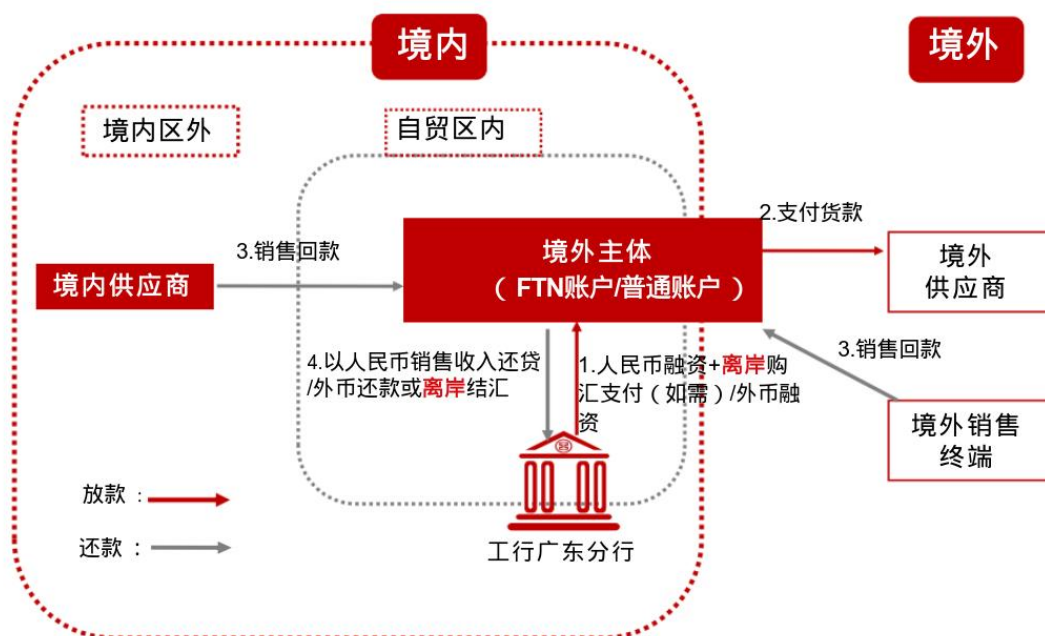 境内
境外
境内区外
自贸区内
2.支付货款
3.销售回款
境外主体
（ FTN账户/普通账户 ）
境内供应商
境外
供应商
4.以人民币销售收入还贷
/外币还款或离岸结汇
1.人民币融资+离岸购
汇支付（如需）/外币融
资
3.销售回款
境外销售
终端
放款：
还款 ：
工行广东分行